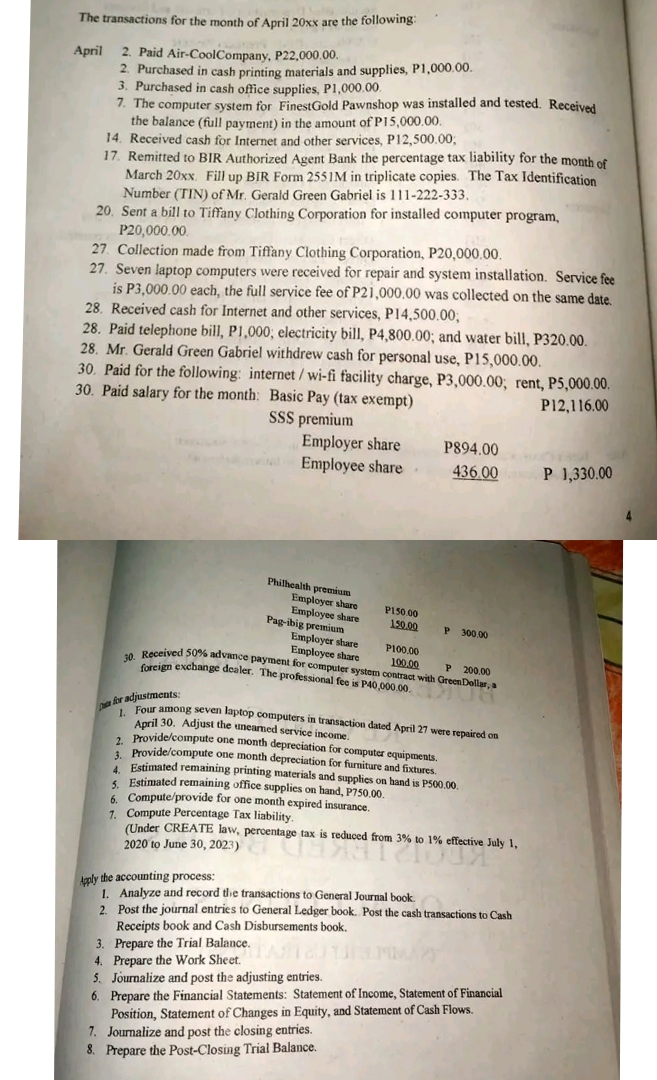 The transactions for the month of April 20xx are the following:
April 2. Paid Air-CoolCompany, P22,000.00.
2. Purchased in cash printing materials and supplies, P1,000.00.
3. Purchased in cash office supplies, P1,000.00.
7. The computer system for FinestGold Pawnshop was installed and tested. Received
the balance (full payment) in the amount of P15,000.00.
14. Received cash for Internet and other services, P12,500.00;
17. Remitted to BIR Authorized Agent Bank the percentage tax liability for the month of
March 20xx. Fill up BIR Form 2551M in triplicate copies. The Tax Identification
Number (TIN) of Mr. Gerald Green Gabriel is 111-222-333.
20. Sent a bill to Tiffany Clothing Corporation for installed computer program,
P20,000.00.
27. Collection made from Tiffany Clothing Corporation, P20,000.00.
27. Seven laptop computers were received for repair and system installation. Service fee
is P3,000.00 each, the full service fee of P21,000.00 was collected on the same date.
28. Received cash for Internet and other services, P14,500.00;
28. Paid telephone bill, P1,000; electricity bill, P4,800.00; and water bill, P320.00.
28. Mr. Gerald Green Gabriel withdrew cash for personal use, P15,000.00.
30. Paid for the following: internet / wi-fi facility charge, P3,000.00; rent, P5,000.00.
30. Paid salary for the month: Basic Pay (tax exempt) P12,116.00
SSS premium
Employer share P894.00
Employee share 436.00 P 1,330.00
4
Philhealth premium
Employer share P150.00
Employee share 150.00 P 300.00
Pag-ibig premium
Employer share P100.00
Employee share 100.00 P 200.00
30. Received 50% advance payment for computer system contract with GreenDollar, a
foreign exchange dealer. The professional fee is P40,000.00.
Data for adjustments:
1. Four among seven laptop computers in transaction dated April 27 were repaired on
April 30. Adjust the unearned service income.
2. Provide/compute one month depreciation for computer equipments.
3. Provide/compute one month depreciation for furniture and fixtures.
4. Estimated remaining printing materials and supplies on hand is P500.00.
5. Estimated remaining office supplies on hand, P750.00.
6. Compute/provide for one month expired insurance.
7. Compute Percentage Tax liability.
(Under CREATE law, percentage tax is reduced from 3% to 1% effective July 1,
2020 to June 30, 2023)
Apply the accounting process:
1. Analyze and record the transactions to General Journal book.
2. Post the journal entries to General Ledger book. Post the cash transactions to Cash
Receipts book and Cash Disbursements book.
3. Prepare the Trial Balance.
4. Prepare the Work Sheet.
5. Journalize and post the adjusting entries.
6. Prepare the Financial Statements: Statement of Income, Statement of Financial
Position, Statement of Changes in Equity, and Statement of Cash Flows.
7. Journalize and post the closing entries.
8. Prepare the Post-Closing Trial Balance.